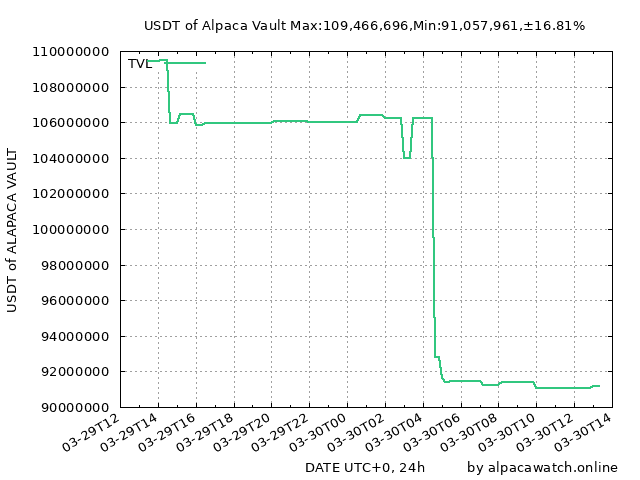 USDT of Alpaca Vault Max:109,466,696,Min:91,057,961,±16.81%
110000000
TVL
108000000
106000000
104000000
102000000
100000000
98000000
96000000
94000000
92000000
90000000
USDT of ALAPACA VAULT
03-29T12
03-29T14
03-29T16
03-29T18
03-29T20
03-29T22
03-30T00
03-30T02
03-30T04
03-30T06
03-30T08
03-30T10
03-30T12
03-30T14
DATE UTC+0, 24h
by alpacawatch.online